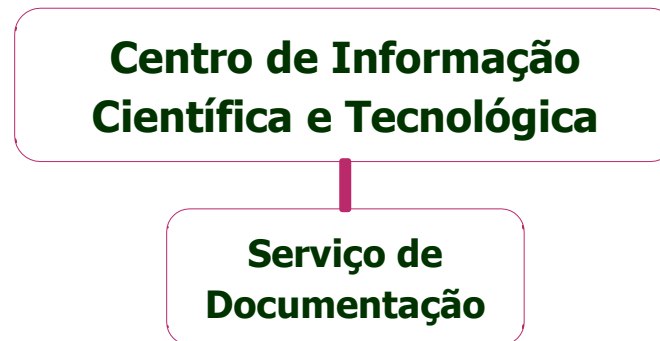 Centro de Informação
Científica e Tecnológica
Serviço de
Documentação